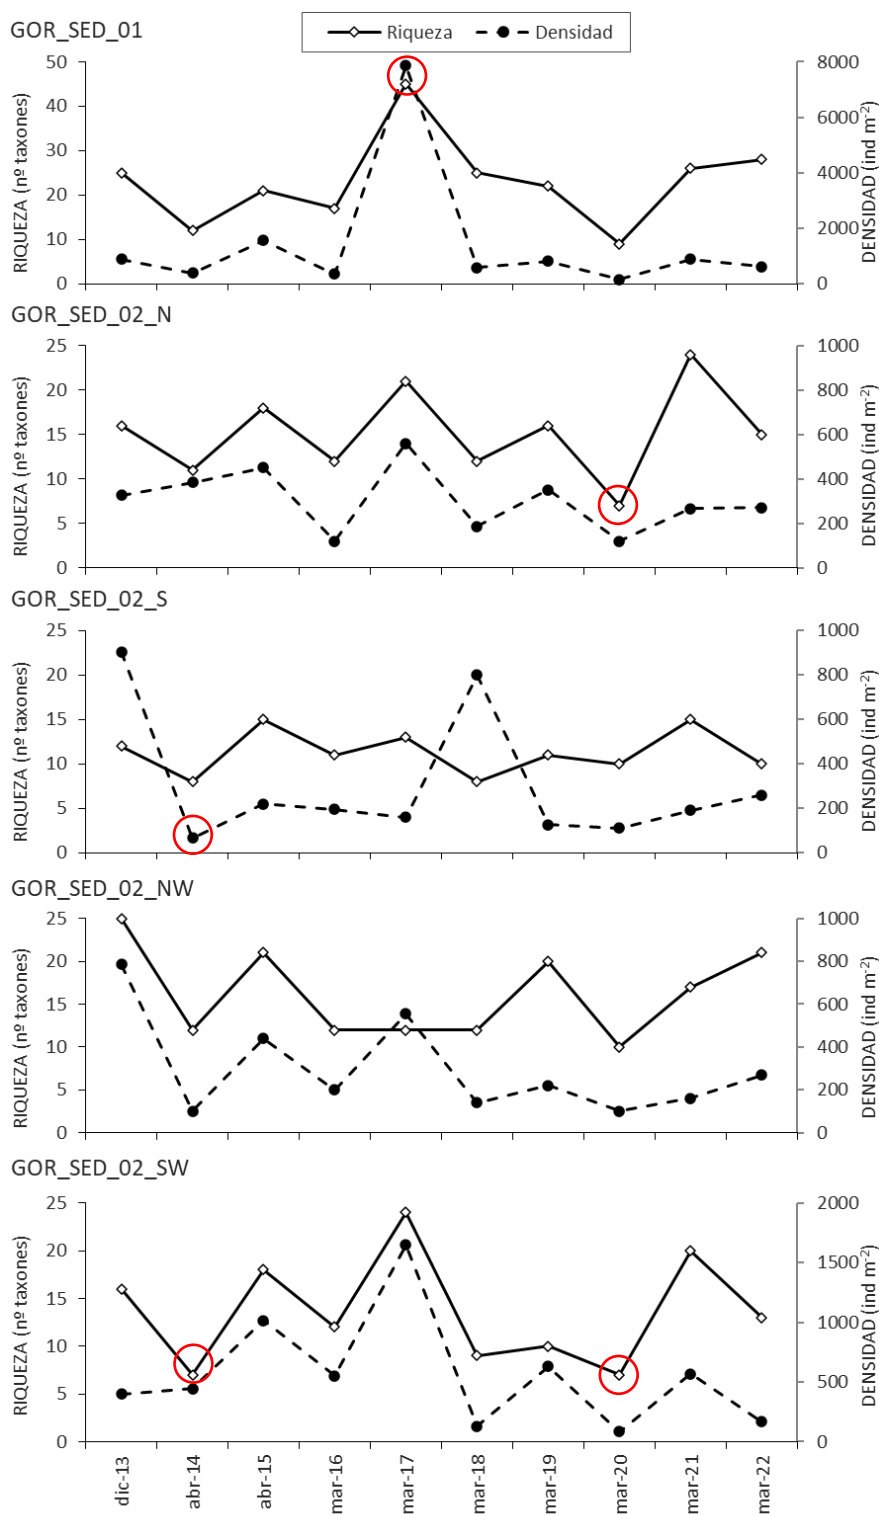 GOR_SED_01
Riqueza
Densidad
RIQUEZA (nº taxones)
50
40
30
20
10
0
8000
6000
4000
2000
0
DENSIDAD (ind m-2)
GOR_SED_02_N
RIQUEZA (nº taxones)
25
20
15
10
5
0
1000
800
600
400
200
0
DENSIDAD (ind m-2)
GOR_SED_02_S
RIQUEZA (nº taxones)
25
20
15
10
5
0
1000
800
600
400
200
0
DENSIDAD (ind m-2)
GOR_SED_02_NW
RIQUEZA (nº taxones)
25
20
15
10
5
0
1000
800
600
400
200
0
DENSIDAD (ind m-2)
GOR_SED_02_SW
RIQUEZA (nº taxones)
25
20
15
10
5
0
2000
1500
1000
500
0
DENSIDAD (ind m-2)
dic-13
abr-14
abr-15
mar-16
mar-17
mar-18
mar-19
mar-20
mar-21
mar-22